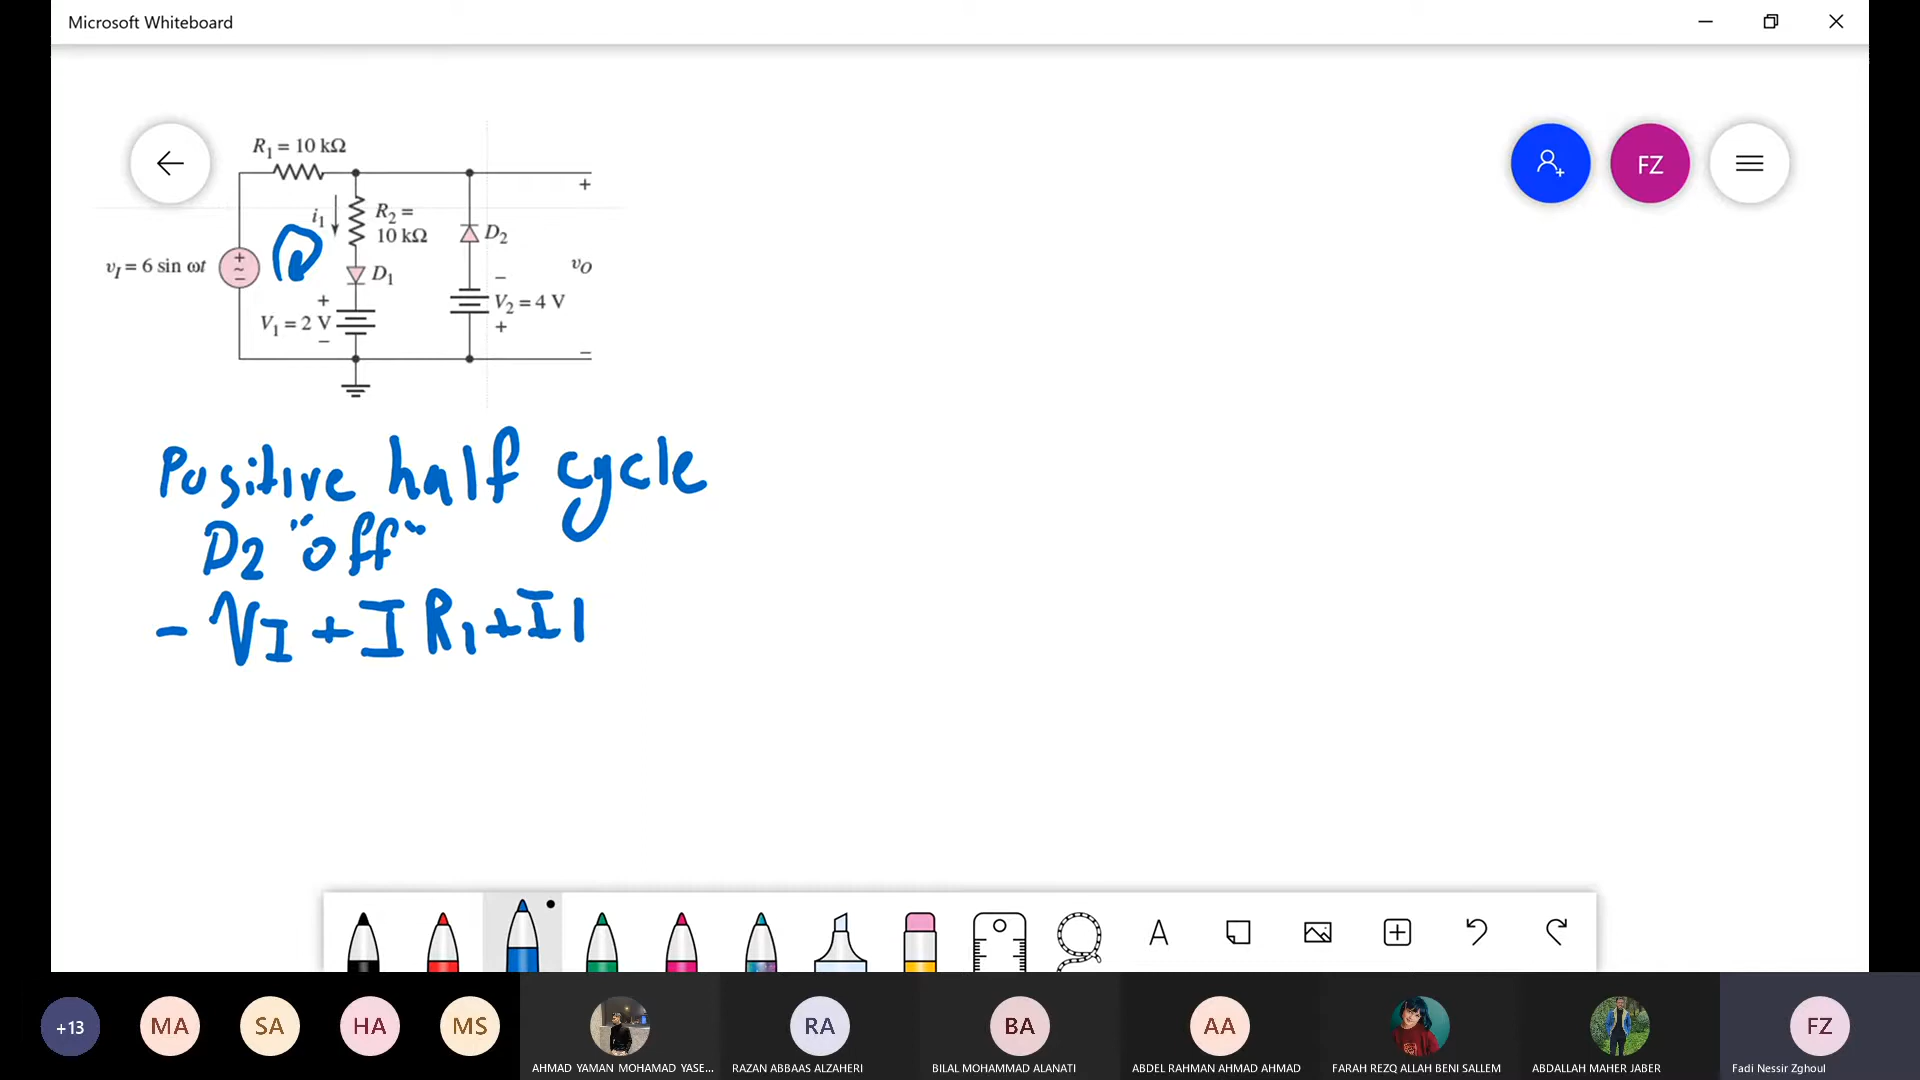 Microsoft Whiteboard
R1 = 10 kΩ
+
i1
R2 =
10 kΩ
D2
+
~
−
vI = 6 sin ωt
vO
D1
−
+
V1 = 2 V
V2 = 4 V
−
+
−
Positive half cycle
D2 "off"
- VI + I R1 + I I
FZ
A
+13
MA
SA
HA
MS
RA
BA
AA
FZ
AHMAD YAMAN MOHAMAD YASE...
RAZAN ABBAAS ALZAHERI
BILAL MOHAMMAD ALANATI
ABDEL RAHMAN AHMAD AHMAD
FARAH REZQ ALLAH BENI SALLEM
ABDALLAH MAHER JABER
Fadi Nessir Zghoul